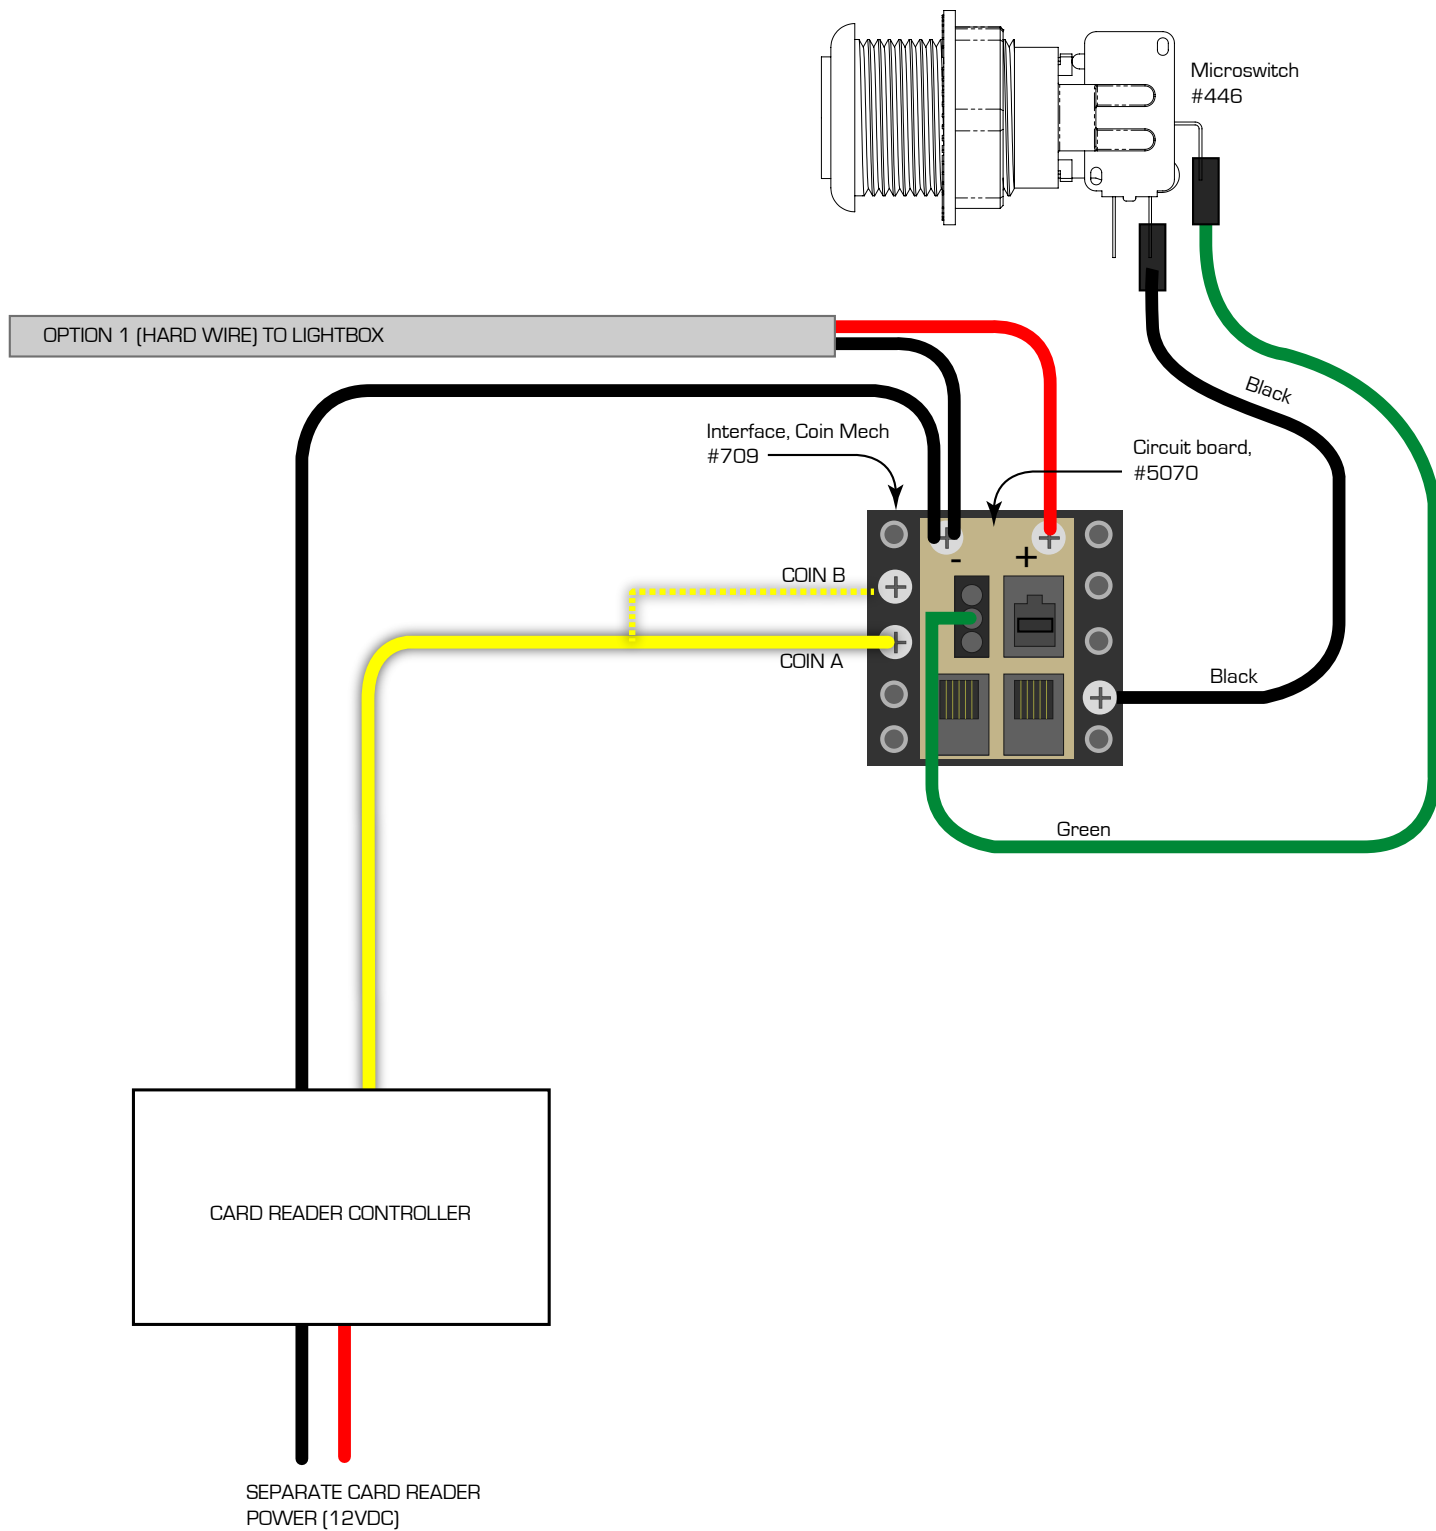 Microswitch
#446
OPTION 1 (HARD WIRE) TO LIGHTBOX
Black
Interface, Coin Mech
#709
Circuit board,
#5070
- +
COIN B
COIN A
Black
Green
CARD READER CONTROLLER
SEPARATE CARD READER
POWER (12VDC)